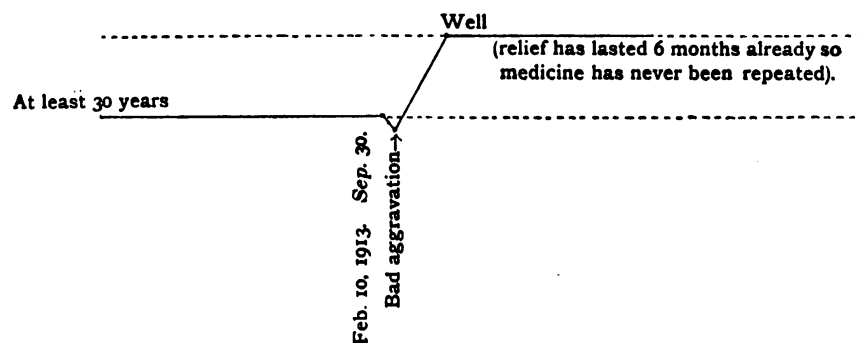 Well
(relief has lasted 6 months already so
medicine has never been repeated).
At least 30 years
Feb. 10, 1913. Sep. 30.
Bad aggravation